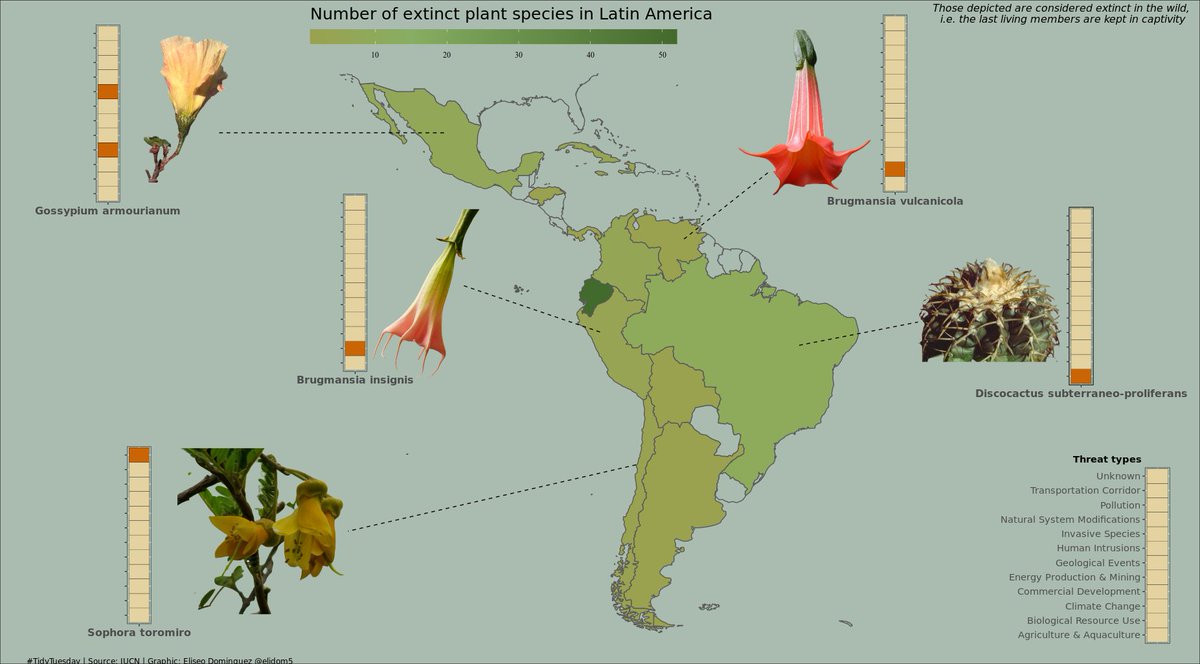 Number of extinct plant species in Latin America
10 20 30 40 50
Those depicted are considered extinct in the wild,
i.e. the last living members are kept in captivity
Gossypium armourianum
Brugmansia vulcanicola
Brugmansia insignis
Discocactus subterraneo-proliferans
Sophora toromiro
Threat types
Unknown
Transportation Corridor
Pollution
Natural System Modifications
Invasive Species
Human Intrusions
Geological Events
Energy Production & Mining
Commercial Development
Climate Change
Biological Resource Use
Agriculture & Aquaculture
#TidyTuesday | Source: IUCN | Graphic: Eliseo Dominguez @elidom5